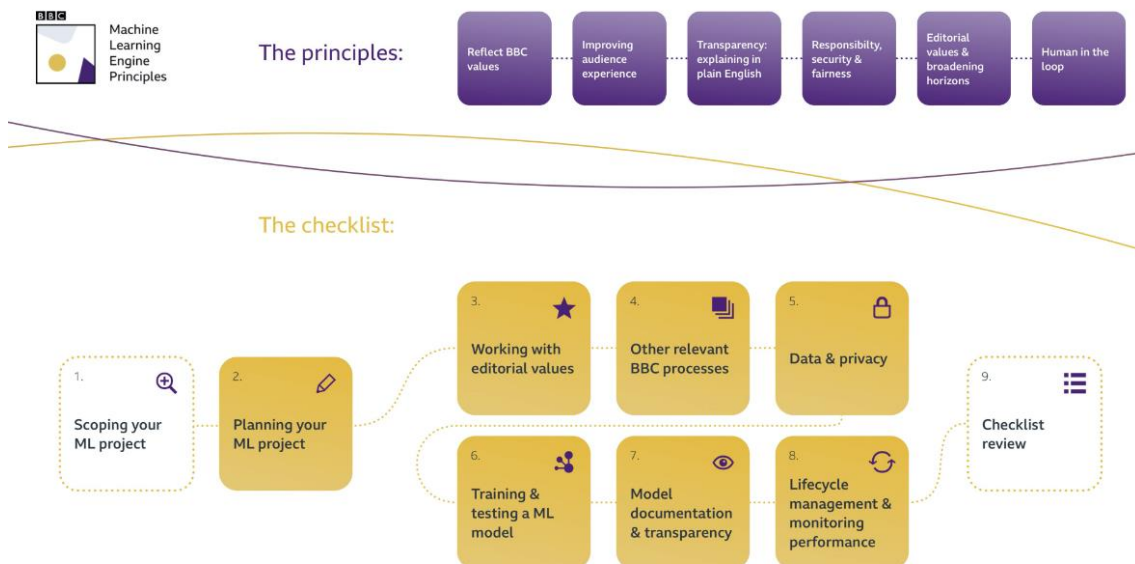 BBC
Machine
Learning
Engine
Principles
The principles:
Reflect BBC
values
Improving
audience
experience
Transparency:
explaining in
plain English
Responsibilty,
security &
fairness
Editorial
values &
broadening
horizons
Human in the
loop
The checklist:
1.
Scoping your
ML project
2.
Planning your
ML project
3.
Working with
editorial values
4.
Other relevant
BBC processes
5.
Data & privacy
6.
Training &
testing a ML
model
7.
Model
documentation
& transparency
8.
Lifecycle
management &
monitoring
performance
9.
Checklist
review